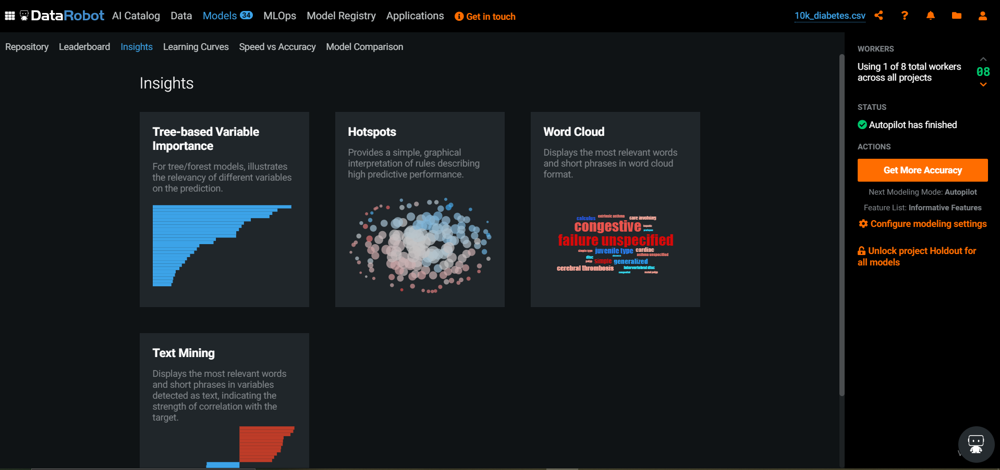 DataRobot AI Catalog Data Models 34 MLOps Model Registry Applications Get in touch 10k_diabetes.csv
Repository Leaderboard Insights Learning Curves Speed vs Accuracy Model Comparison
Insights
Tree-based Variable
Importance
For tree/forest models, illustrates
the relevancy of different variables
on the prediction.
Hotspots
Provides a simple, graphical
interpretation of rules describing
high predictive performance.
Word Cloud
Displays the most relevant words
and short phrases in word cloud
format.
calculus extrinsic asthma care involving
congestive hepatic
failure unspecified
simple type juvenile type cardiac
asthma unspecified
disc
polyp simple generalized
cerebral thrombosis intervertebral disc
congenital rectal polyp
Text Mining
Displays the most relevant words
and short phrases in variables
detected as text, indicating the
strength of correlation with the
target.
WORKERS
Using 1 of 8 total workers
across all projects
08
STATUS
Autopilot has finished
ACTIONS
Get More Accuracy
Next Modeling Mode: Autopilot
Feature List: Informative Features
Configure modeling settings
Unlock project Holdout for
all models